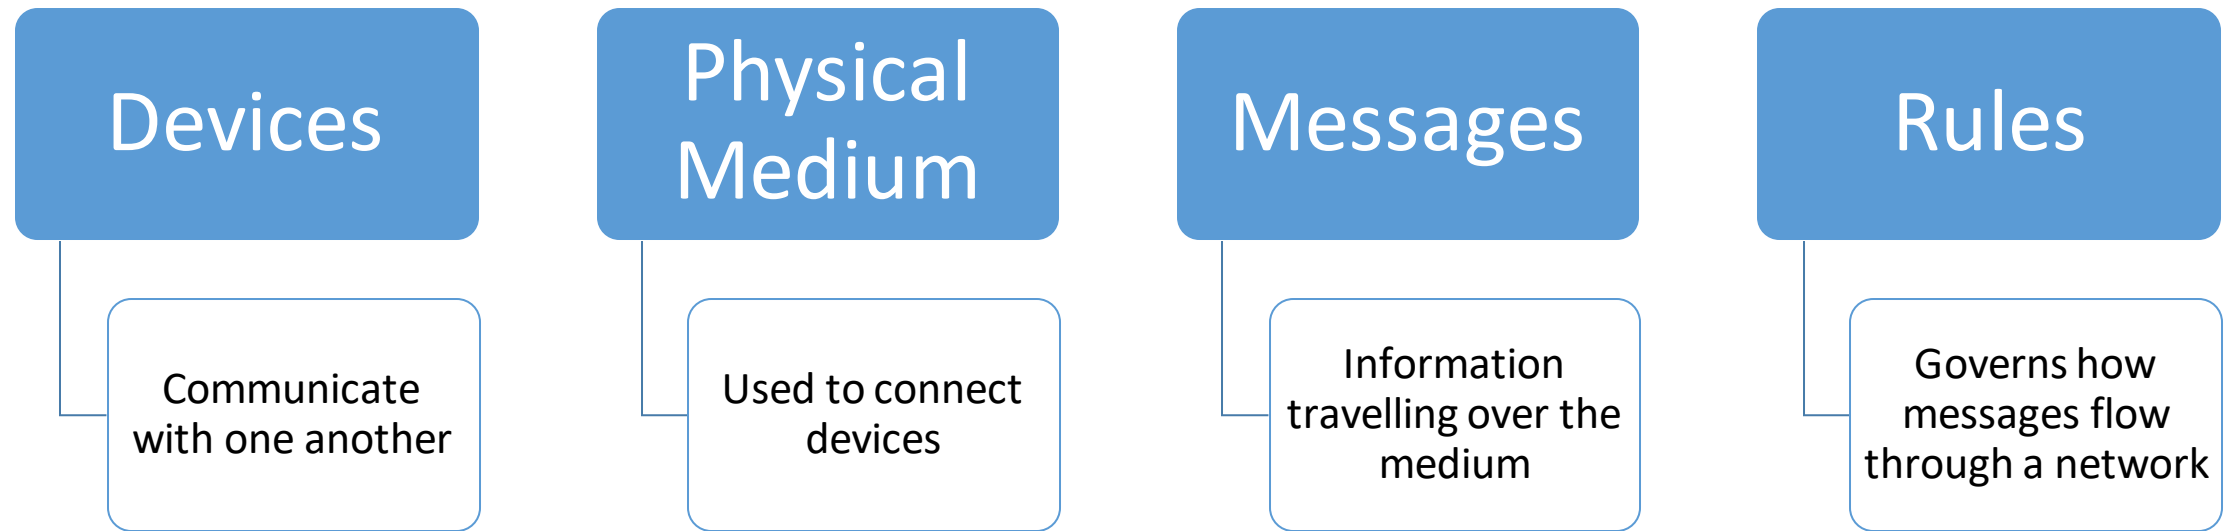 Devices
Communicate
with one another
Physical
Medium
Used to connect
devices
Messages
Information
travelling over the
medium
Rules
Governs how
messages flow
through a network